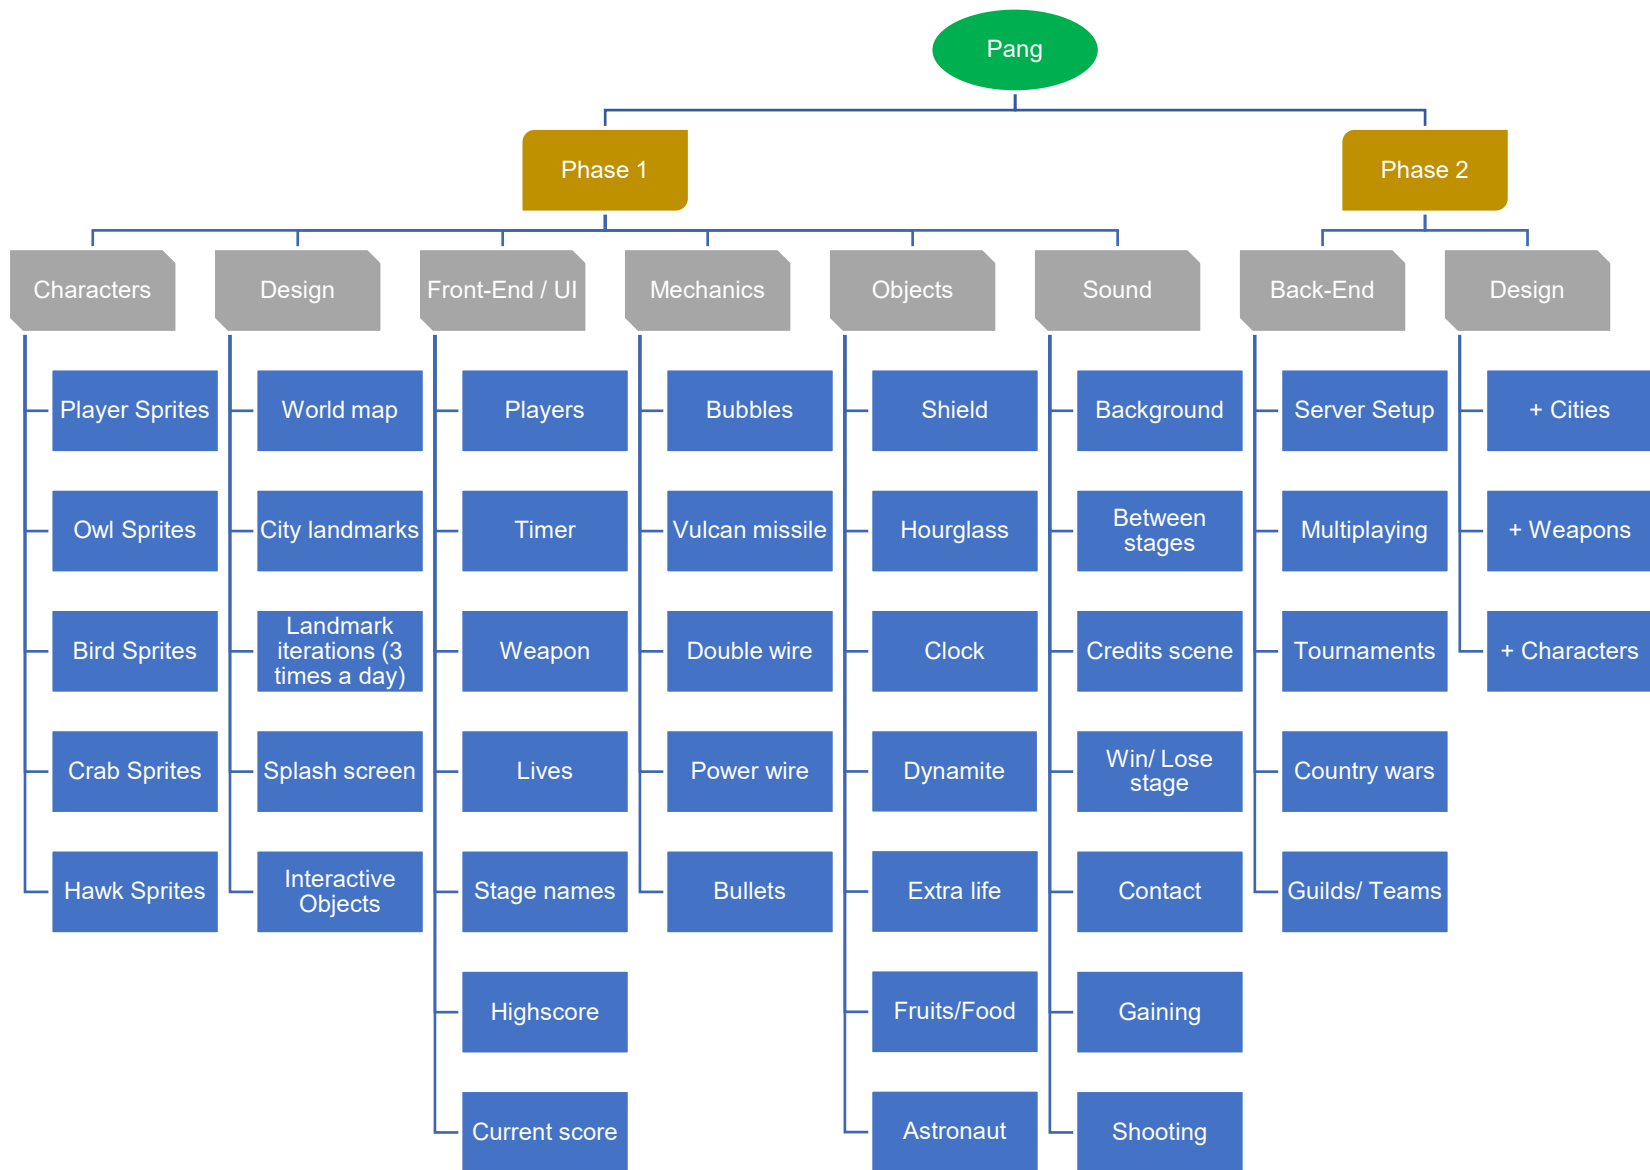 Pang
Phase 1
Phase 2
Characters
Design
Front-End / UI
Mechanics
Objects
Sound
Back-End
Design
Player Sprites
World map
Players
Bubbles
Shield
Background
Server Setup
+ Cities
Owl Sprites
City landmarks
Timer
Vulcan missile
Hourglass
Between
stages
Multiplaying
+ Weapons
Bird Sprites
Landmark
iterations (3
times a day)
Weapon
Double wire
Clock
Credits scene
Tournaments
+ Characters
Crab Sprites
Splash screen
Lives
Power wire
Dynamite
Win/ Lose
stage
Country wars
Hawk Sprites
Interactive
Objects
Stage names
Bullets
Extra life
Contact
Guilds/ Teams
Highscore
Fruits/Food
Gaining
Current score
Astronaut
Shooting